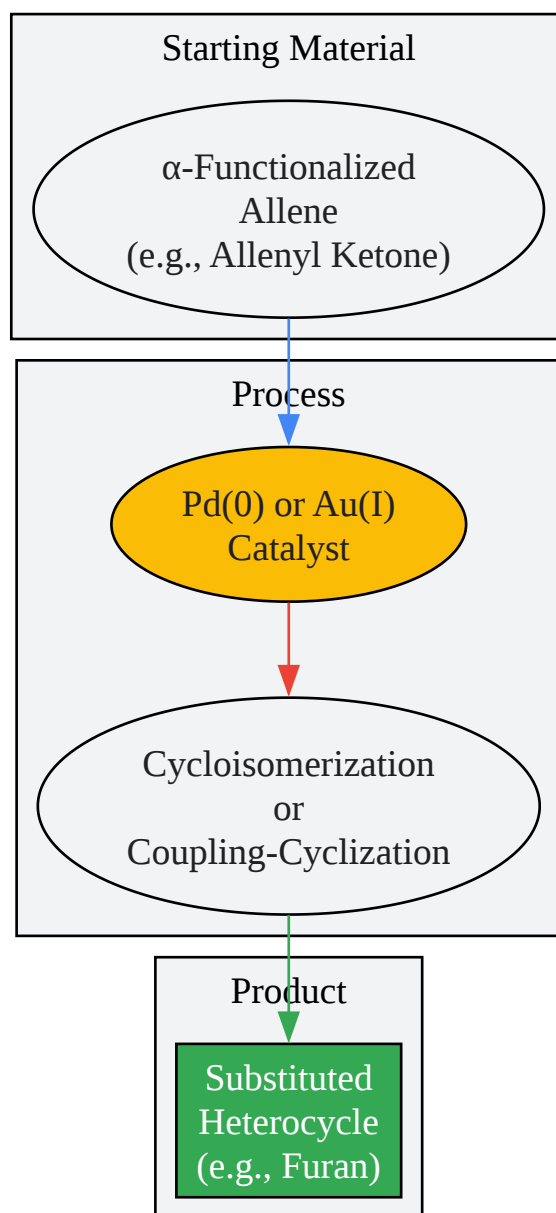 Starting Material
α-Functionalized
Allene
(e.g., Allenyl Ketone)
Process
Pd(0) or Au(I)
Catalyst
Cycloisomerization
or
Coupling-Cyclization
Product
Substituted
Heterocycle
(e.g., Furan)